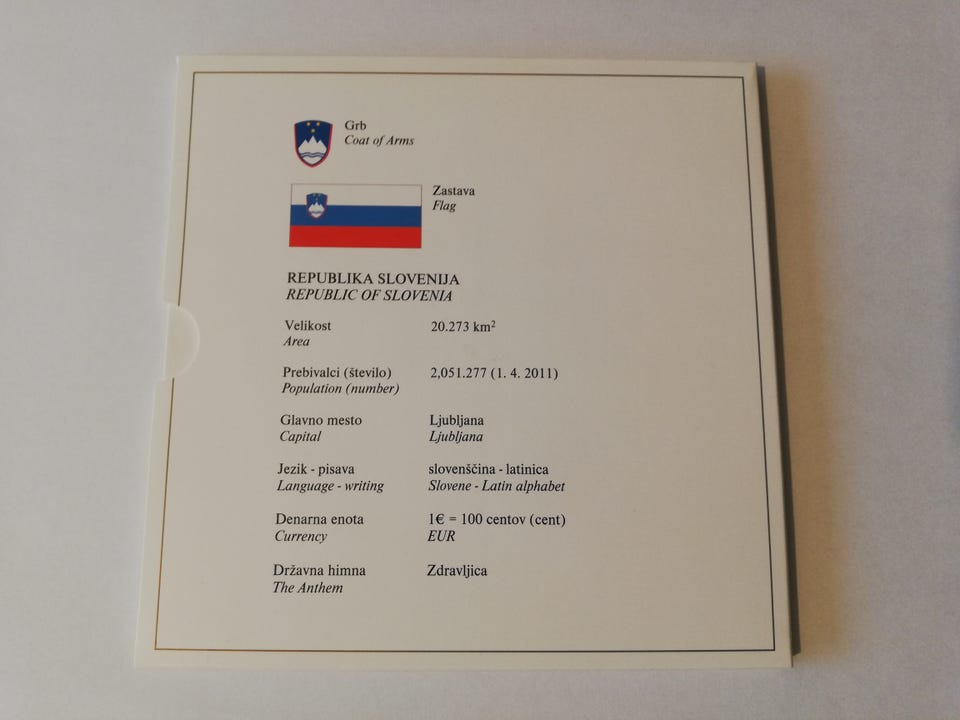 Grb
Coat of Arms
Zastava
Flag
REPUBLIKA SLOVENIJA
REPUBLIC OF SLOVENIA
Velikost 20.273 km²
Area
Prebivalci (število) 2,051.277 (1. 4. 2011)
Population (number)
Glavno mesto Ljubljana
Capital Ljubljana
Jezik - pisava slovenščina - latinica
Language - writing Slovene - Latin alphabet
Denarna enota 1€ = 100 centov (cent)
Currency EUR
Državna himna Zdravljica
The Anthem